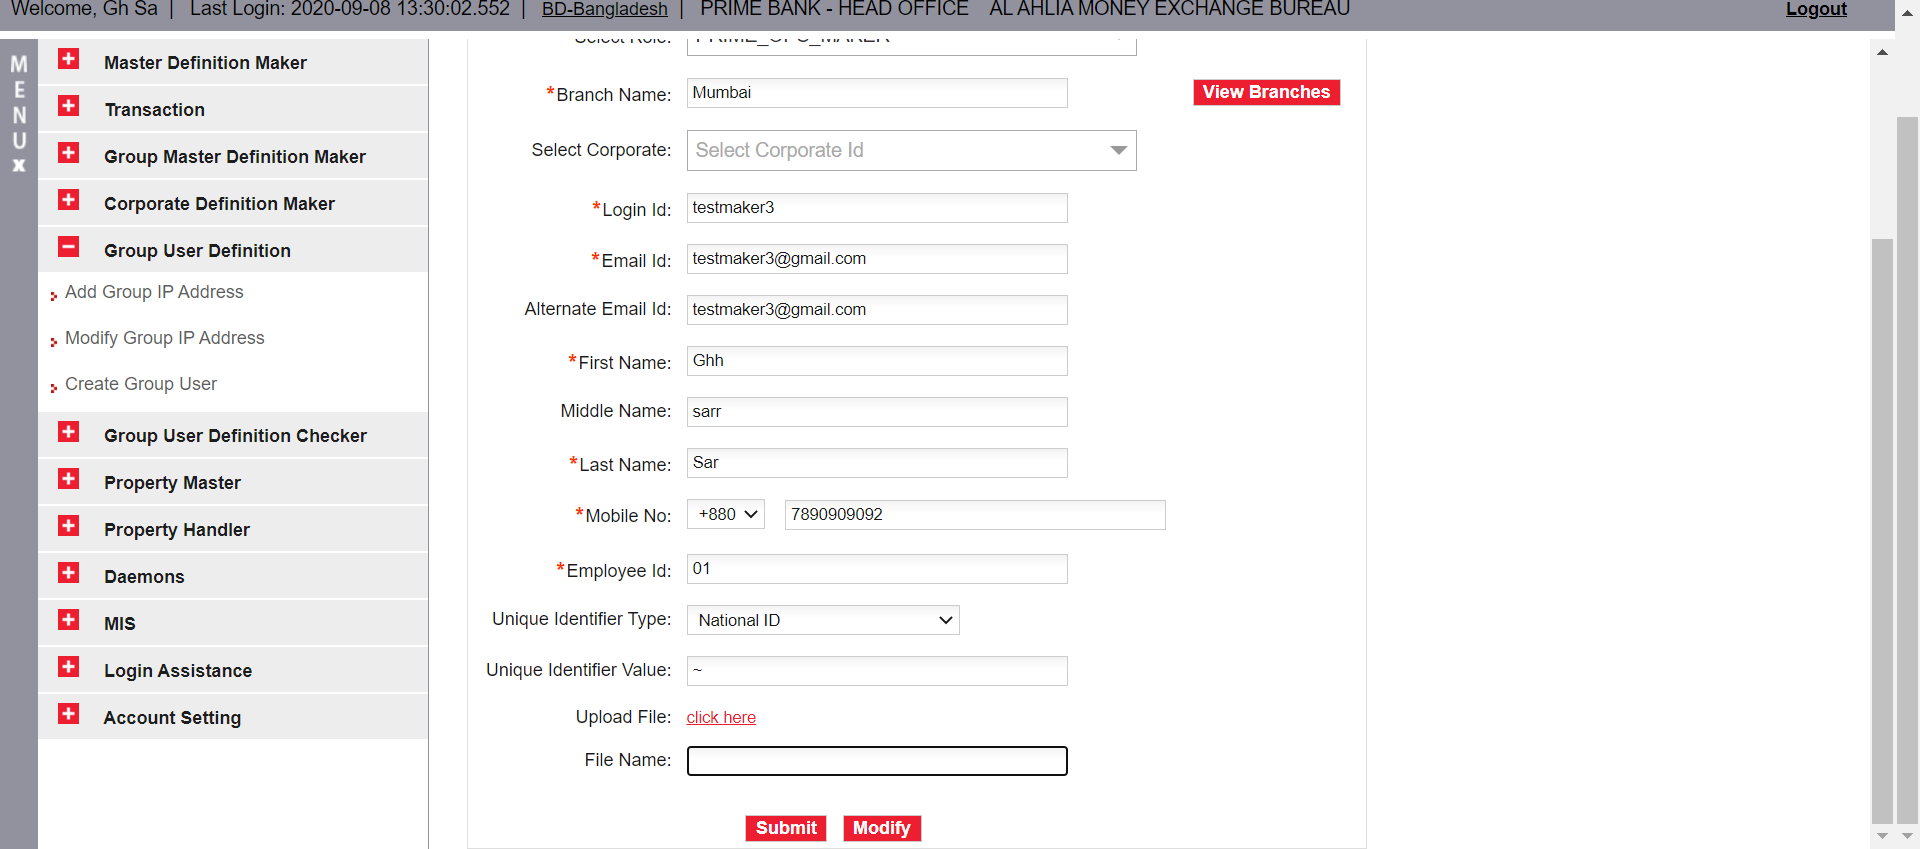 Welcome, Gh Sa | Last Login: 2020-09-08 13:30:02.552 | BD-Bangladesh | PRIME BANK - HEAD OFFICE AL AHLIA MONEY EXCHANGE BUREAU Logout
MENU x
Master Definition Maker
Transaction
Group Master Definition Maker
Corporate Definition Maker
Group User Definition
Add Group IP Address
Modify Group IP Address
Create Group User
Group User Definition Checker
Property Master
Property Handler
Daemons
MIS
Login Assistance
Account Setting
Select Role: PRIME_OPS_MAKER
*Branch Name: Mumbai View Branches
Select Corporate: Select Corporate Id
*Login Id: testmaker3
*Email Id: testmaker3@gmail.com
Alternate Email Id: testmaker3@gmail.com
*First Name: Ghh
Middle Name: sarr
*Last Name: Sar
*Mobile No: +880 7890909092
*Employee Id: 01
Unique Identifier Type: National ID
Unique Identifier Value: ~
Upload File: click here
File Name:
Submit Modify